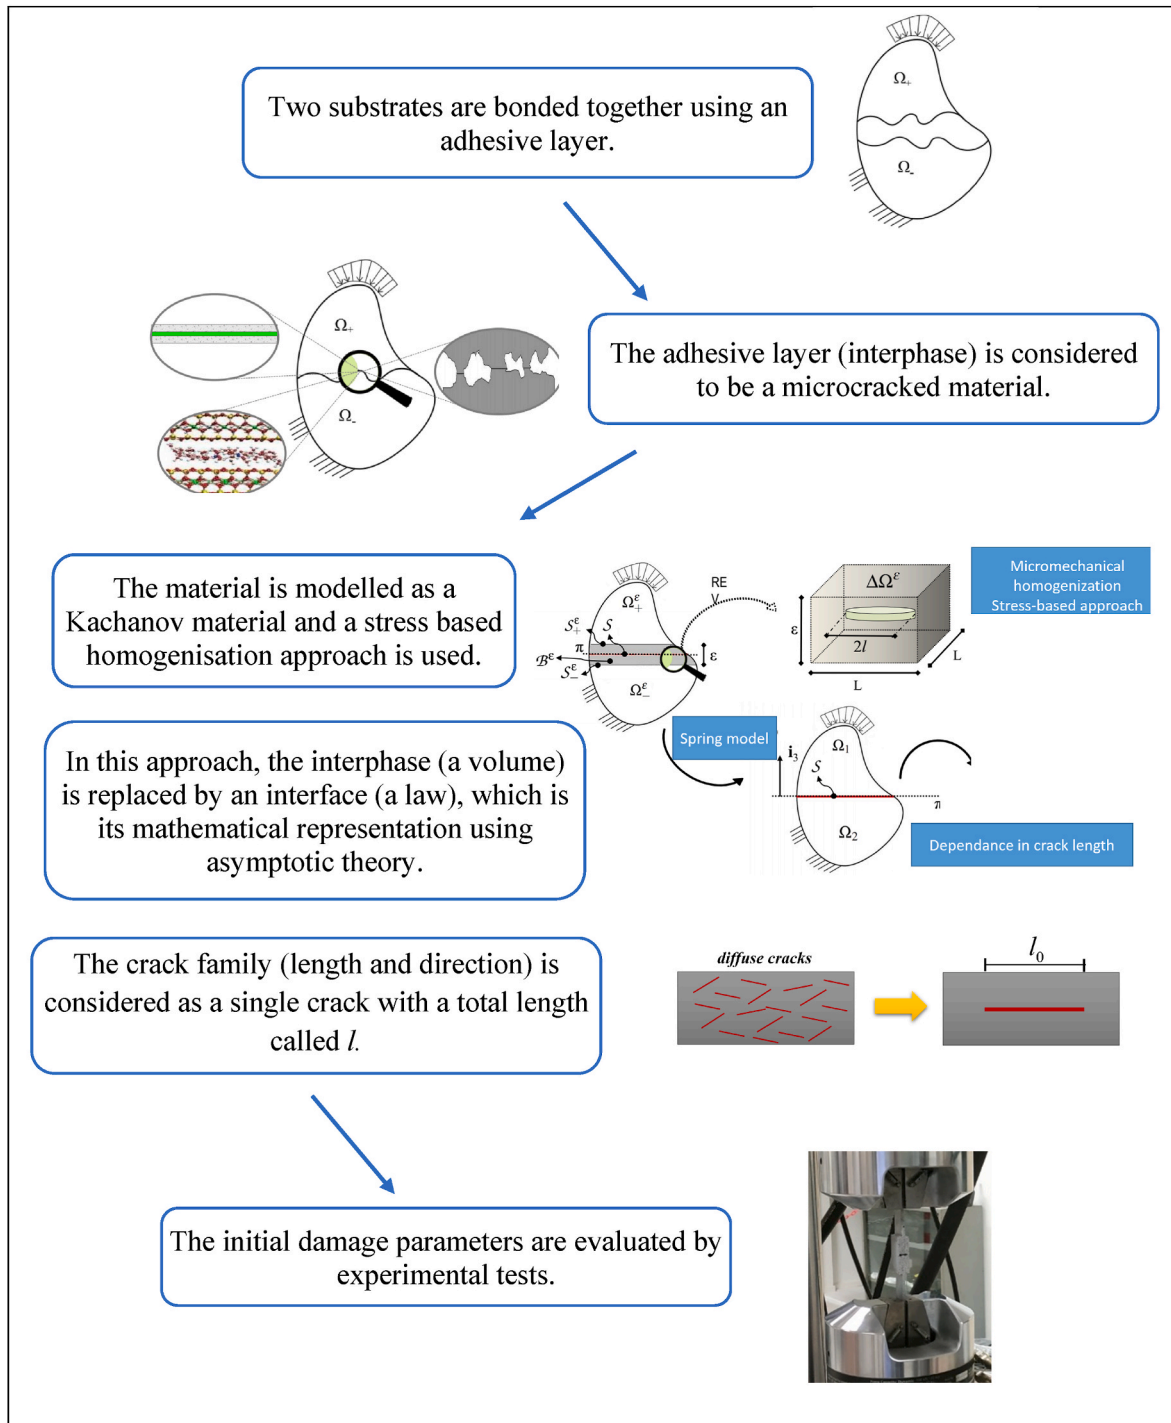 Two substrates are bonded together using an
adhesive layer.
Ω₊
Ω₋
Ω₊
Ω₋
The adhesive layer (interphase) is considered
to be a microcracked material.
The material is modelled as a
Kachanov material and a stress based
homogenisation approach is used.
RE
V
Ω₊^ε
S₊^ε
S
π
ε
B^ε
S₋^ε
Ω₋^ε
ΔΩ^ε
ε
2l
L
L
Micromechanical
homogenization
Stress-based approach
In this approach, the interphase (a volume)
is replaced by an interface (a law), which is
its mathematical representation using
asymptotic theory.
Spring model
i₃
Ω₁
S
π
Ω₂
Dependance in crack length
The crack family (length and direction) is
considered as a single crack with a total length
called l.
diffuse cracks
l₀
The initial damage parameters are evaluated by
experimental tests.